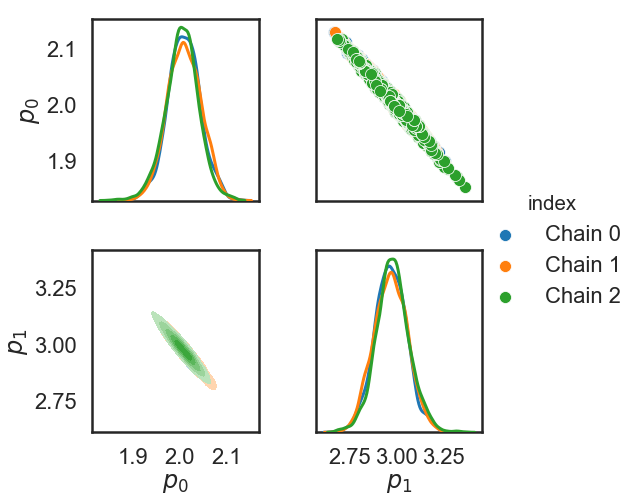 2.1
2.0
1.9
p₀
index
Chain 0
Chain 1
Chain 2
3.25
3.00
2.75
p₁
1.9 2.0 2.1
p₀
2.75 3.00 3.25
p₁